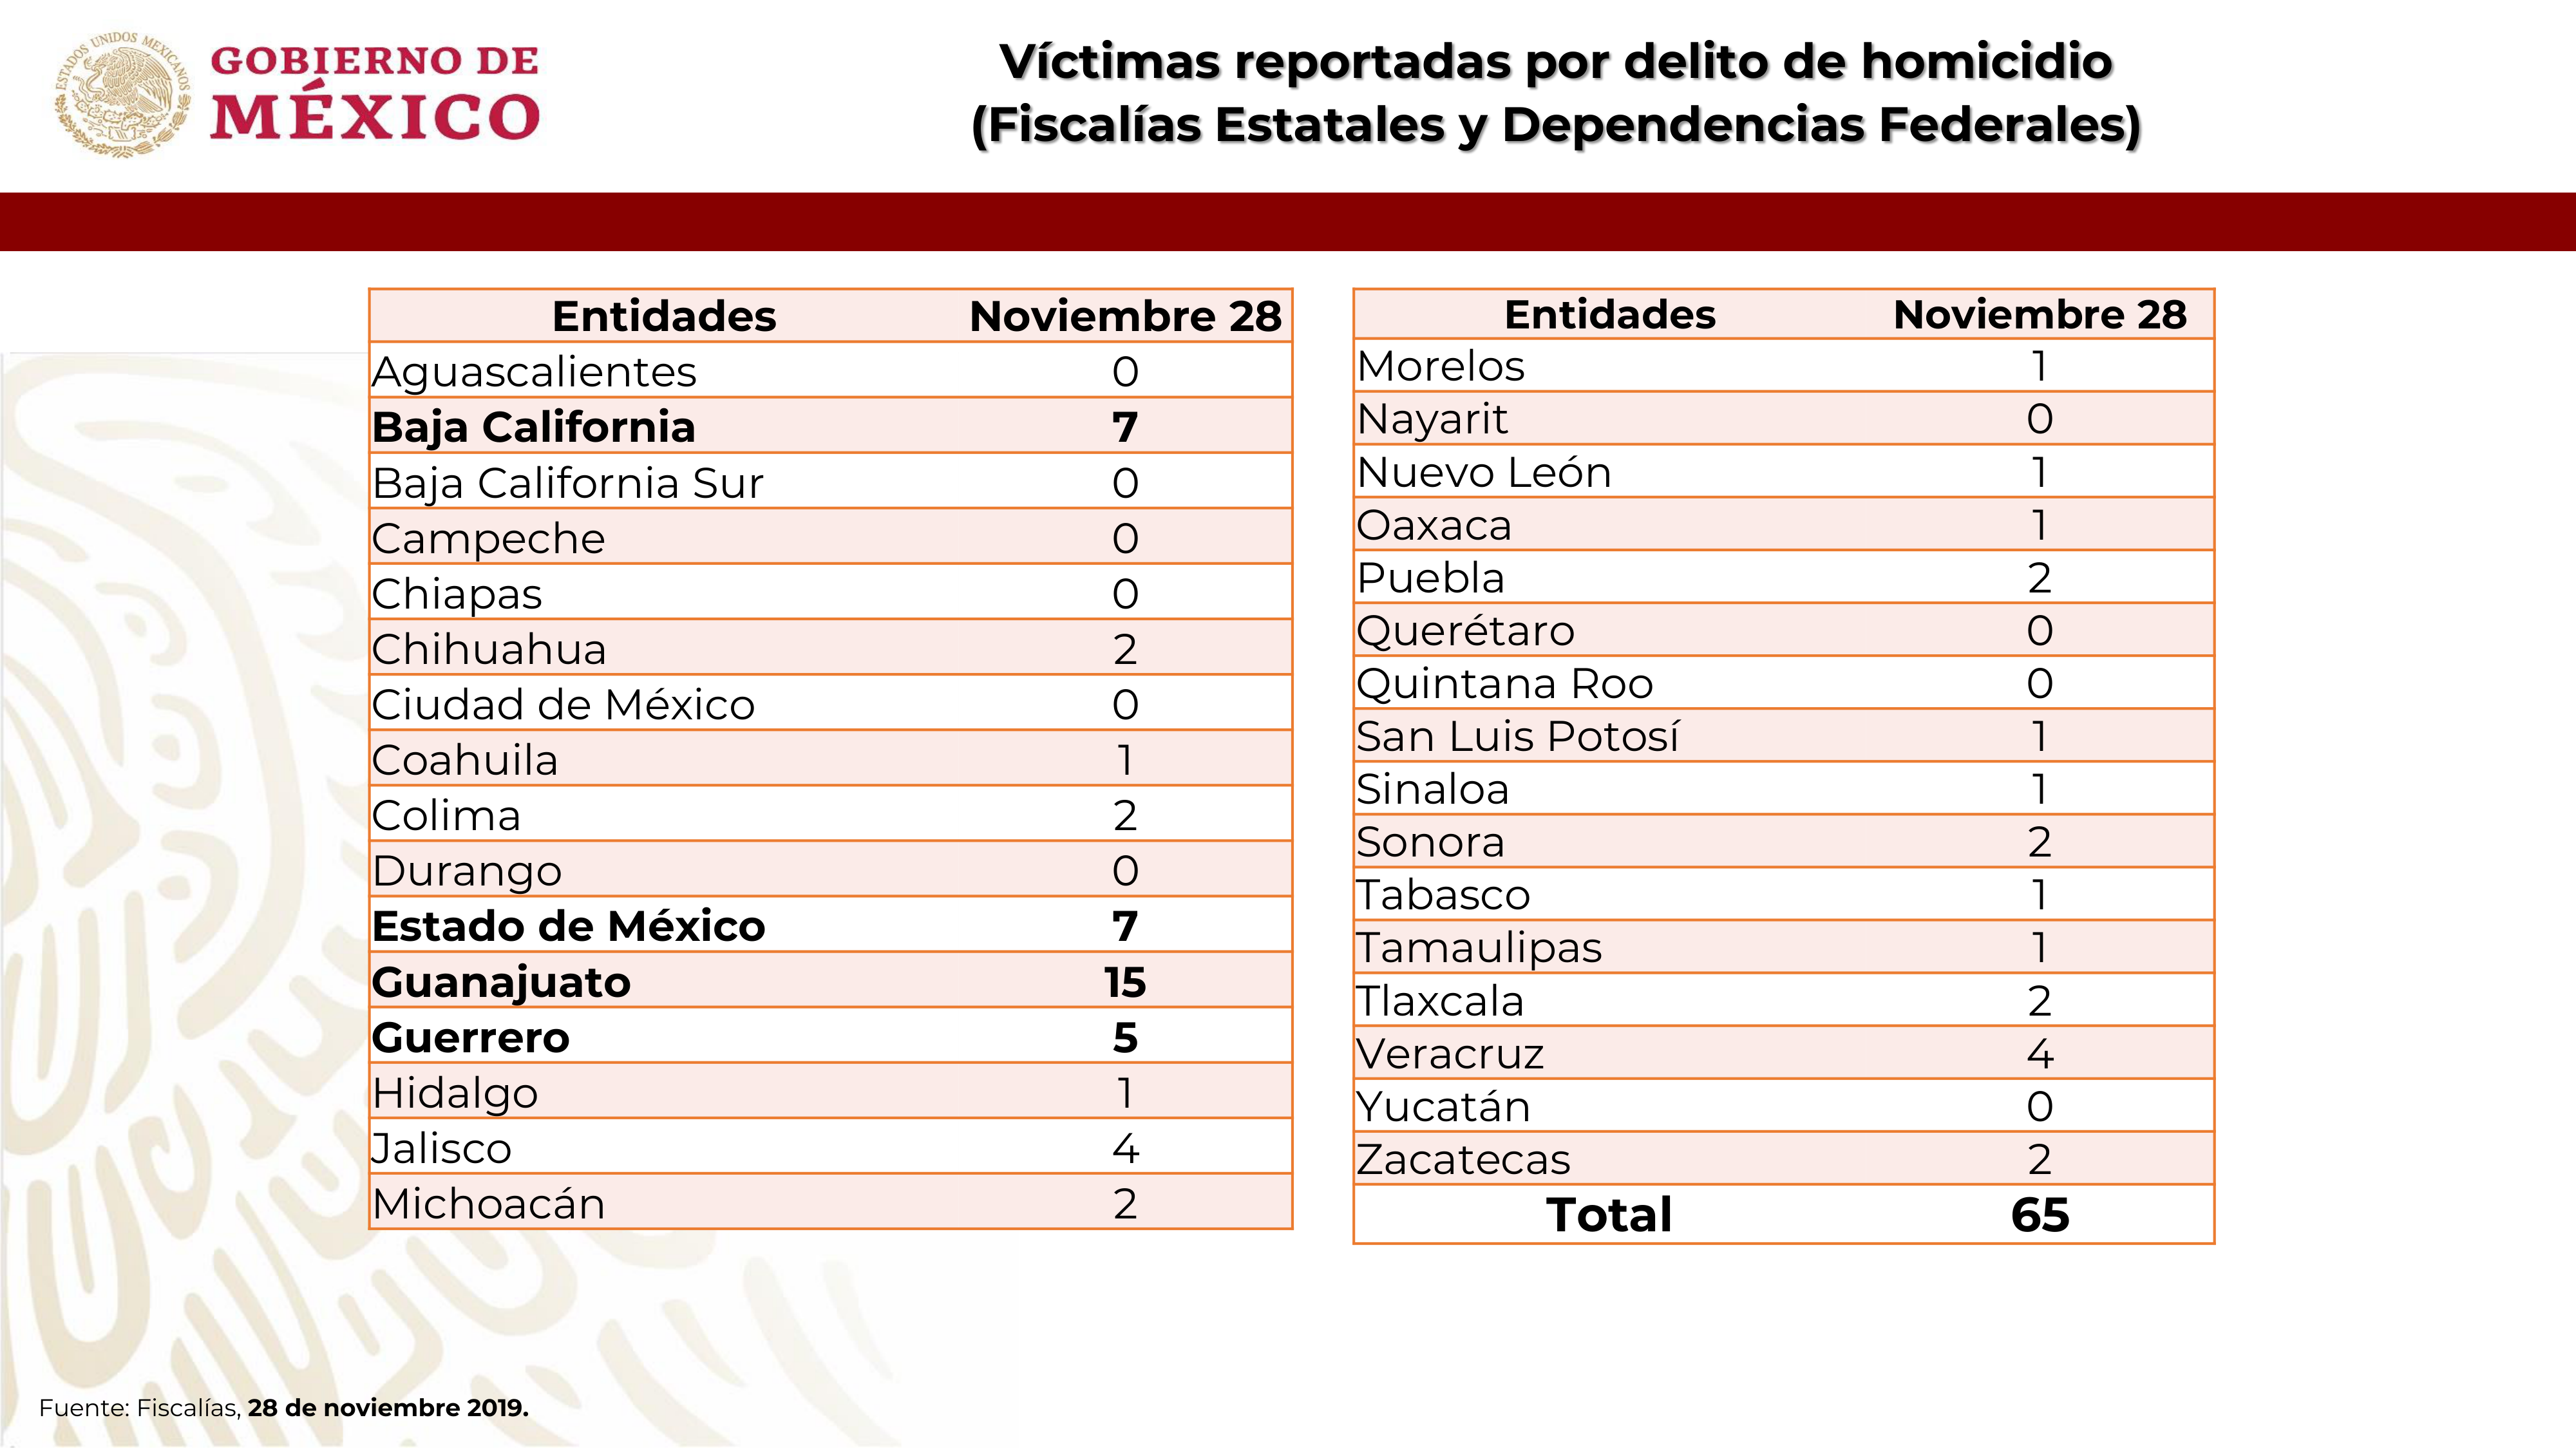 ESTADOS UNIDOS MEXICANOS
GOBIERNO DE
MÉXICO
Víctimas reportadas por delito de homicidio
(Fiscalías Estatales y Dependencias Federales)
Entidades Noviembre 28
Aguascalientes 0
Baja California 7
Baja California Sur 0
Campeche 0
Chiapas 0
Chihuahua 2
Ciudad de México 0
Coahuila 1
Colima 2
Durango 0
Estado de México 7
Guanajuato 15
Guerrero 5
Hidalgo 1
Jalisco 4
Michoacán 2
Entidades Noviembre 28
Morelos 1
Nayarit 0
Nuevo León 1
Oaxaca 1
Puebla 2
Querétaro 0
Quintana Roo 0
San Luis Potosí 1
Sinaloa 1
Sonora 2
Tabasco 1
Tamaulipas 1
Tlaxcala 2
Veracruz 4
Yucatán 0
Zacatecas 2
Total 65
Fuente: Fiscalías, 28 de noviembre 2019.